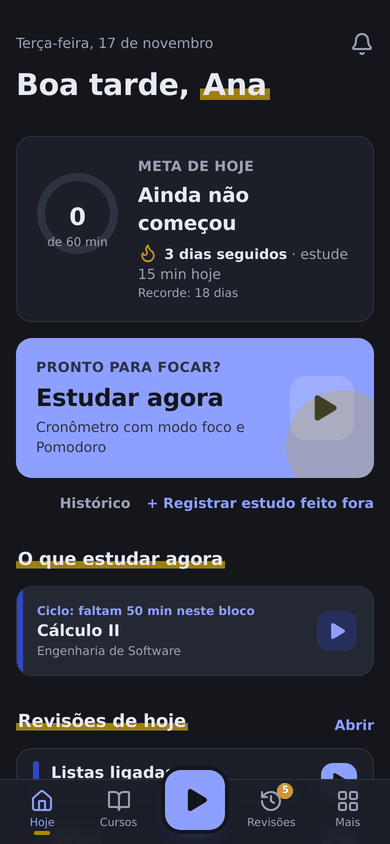 Terça-feira, 17 de novembro
Boa tarde, Ana
META DE HOJE
0
de 60 min
Ainda não
começou
3 dias seguidos · estude
15 min hoje
Recorde: 18 dias
PRONTO PARA FOCAR?
Estudar agora
Cronômetro com modo foco e
Pomodoro
Histórico
+ Registrar estudo feito fora
O que estudar agora
Ciclo: faltam 50 min neste bloco
Cálculo II
Engenharia de Software
Revisões de hoje
Abrir
Listas ligadas
5
Hoje
Cursos
Revisões
Mais